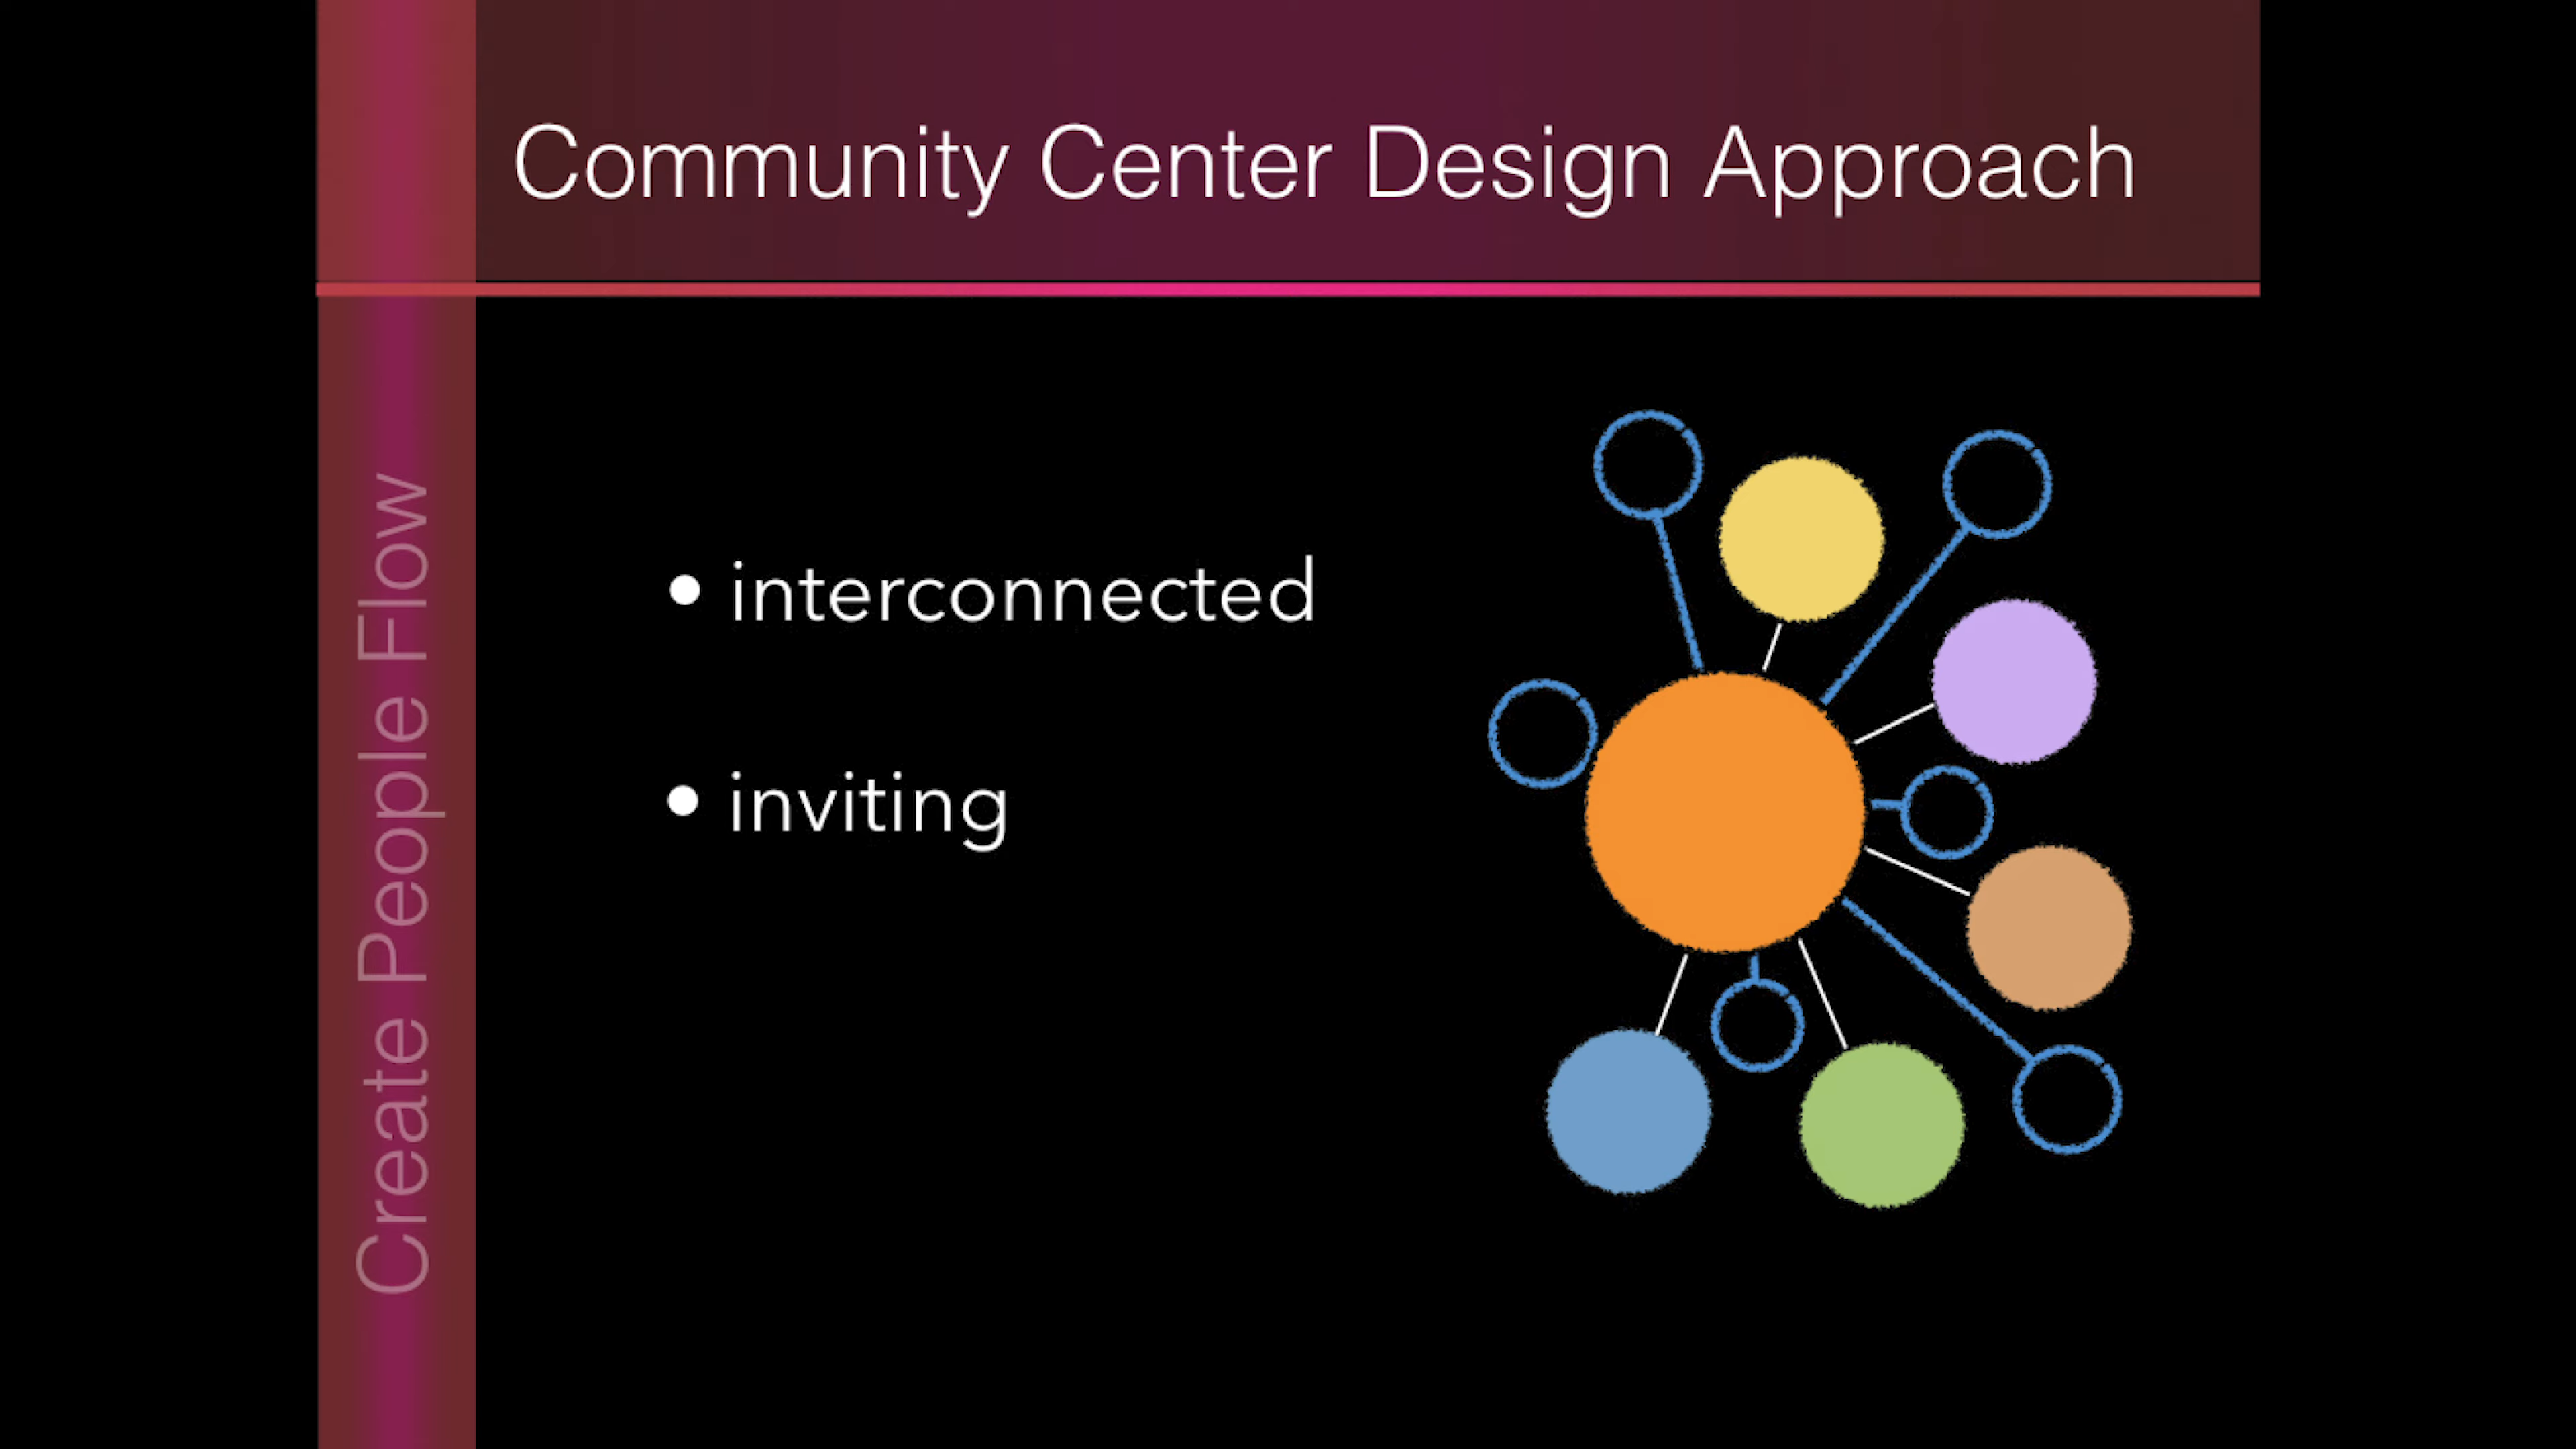 Community Center Design Approach
Create People Flow
• interconnected
• inviting